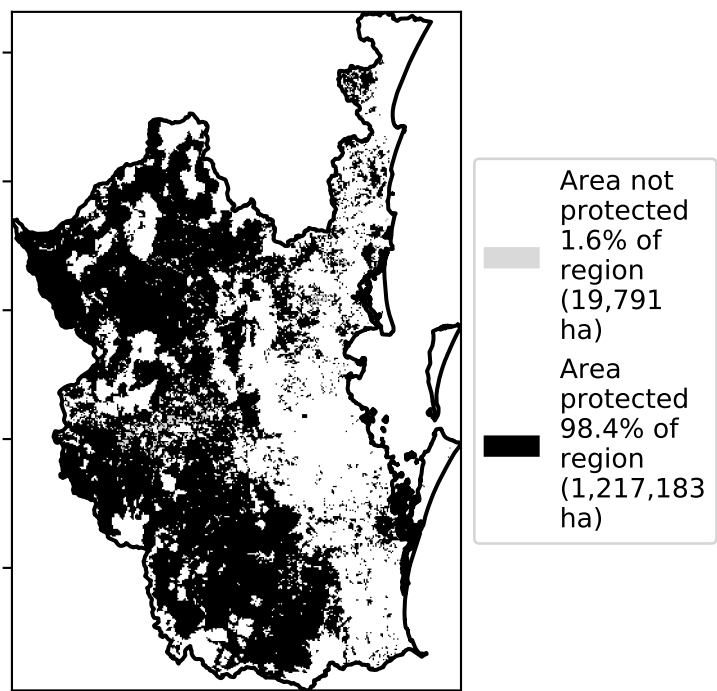 Area not
protected
1.6% of
region
(19,791
ha)
Area
protected
98.4% of
region
(1,217,183
ha)